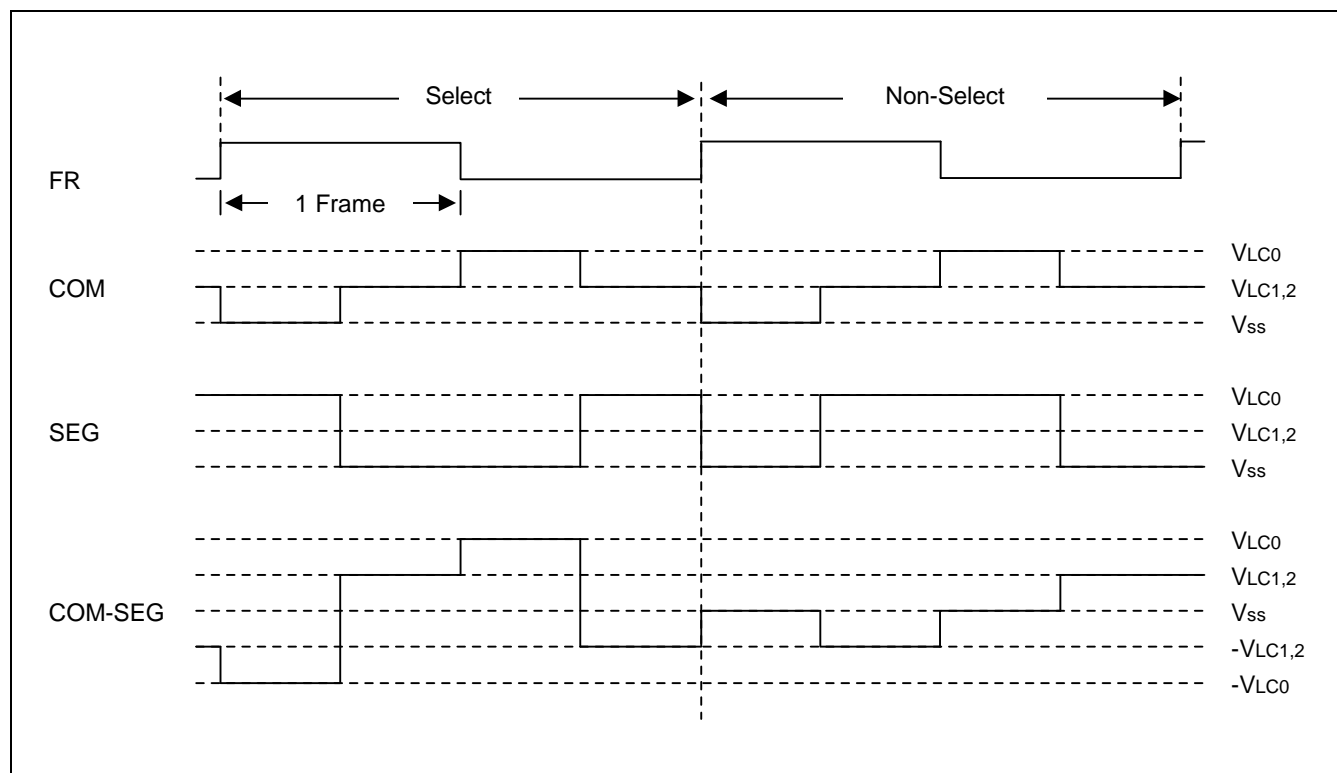 Select
Non-Select
FR
1 Frame
COM
VLC0
VLC1,2
Vss
SEG
VLC0
VLC1,2
Vss
COM-SEG
VLC0
VLC1,2
Vss
-VLC1,2
-VLC0